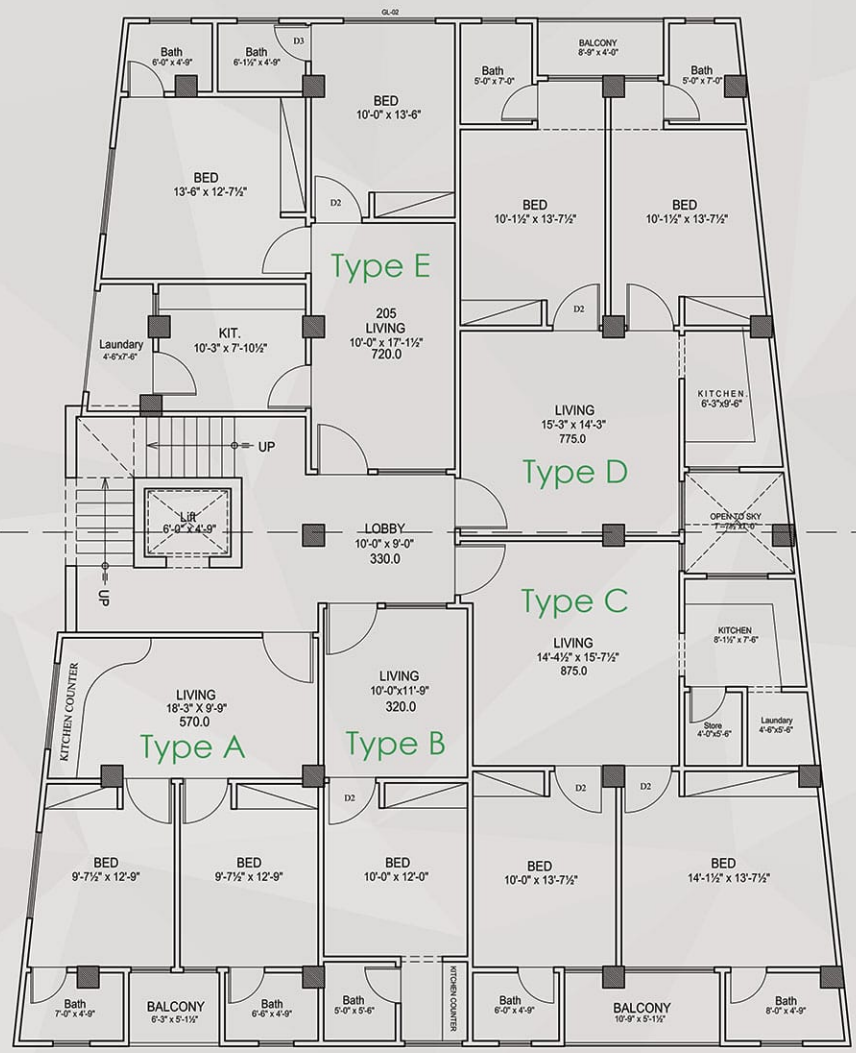 GL-02
Bath
6'-0" x 4'-9"
Bath
6'-1½" x 4'-9"
D3
BED
10'-0" x 13'-6"
Bath
5'-0" x 7'-0"
BALCONY
8'-9" x 4'-0"
Bath
5'-0" x 7'-0"
BED
13'-6" x 12'-7½"
D2
BED
10'-1½" x 13'-7½"
BED
10'-1½" x 13'-7½"
Type E
D2
Laundary
4'-6"x7'-6"
KIT.
10'-3" x 7'-10½"
205
LIVING
10'-0" x 17'-1½"
720.0
KITCHEN.
6'-3"x9'-6"
LIVING
15'-3" x 14'-3"
775.0
Type D
UP
Lift
6'-0" x 4'-9"
LOBBY
10'-0" x 9'-0"
330.0
OPEN TO SKY
UP
Type C
LIVING
14'-4½" x 15'-7½"
875.0
KITCHEN
8'-1½" x 7'-6"
KITCHEN COUNTER
LIVING
18'-3" X 9'-9"
570.0
Type A
LIVING
10'-0"x11'-9"
320.0
Type B
Store
4'-0"x5'-6"
Laundary
4'-6"x5'-6"
D2
D2
D2
BED
9'-7½" x 12'-9"
BED
9'-7½" x 12'-9"
BED
10'-0" x 12'-0"
BED
10'-0" x 13'-7½"
BED
14'-1½" x 13'-7½"
Bath
7'-0" x 4'-9"
BALCONY
6'-3" x 5'-1½"
Bath
6'-6" x 4'-9"
Bath
5'-0" x 5'-6"
KITCHEN COUNTER
Bath
6'-0" x 4'-9"
BALCONY
10'-9" x 5'-1½"
Bath
8'-0" x 4'-9"